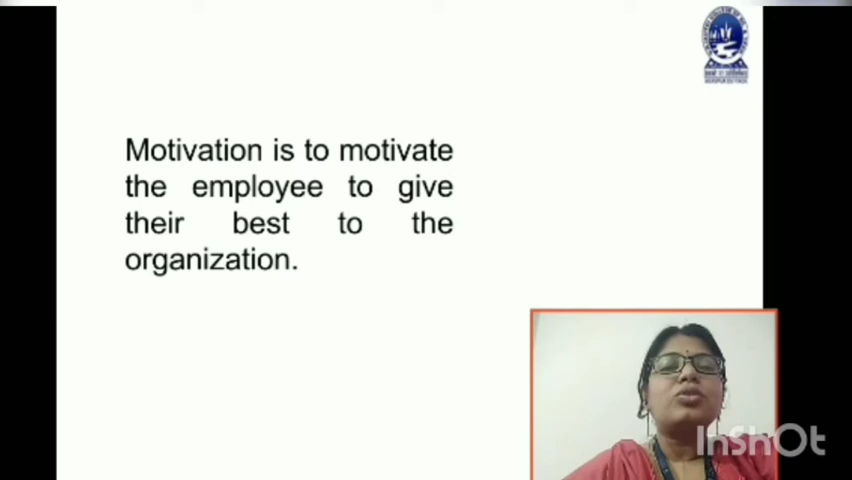 Motivation is to motivate
the employee to give
their best to the
organization.
InShOt